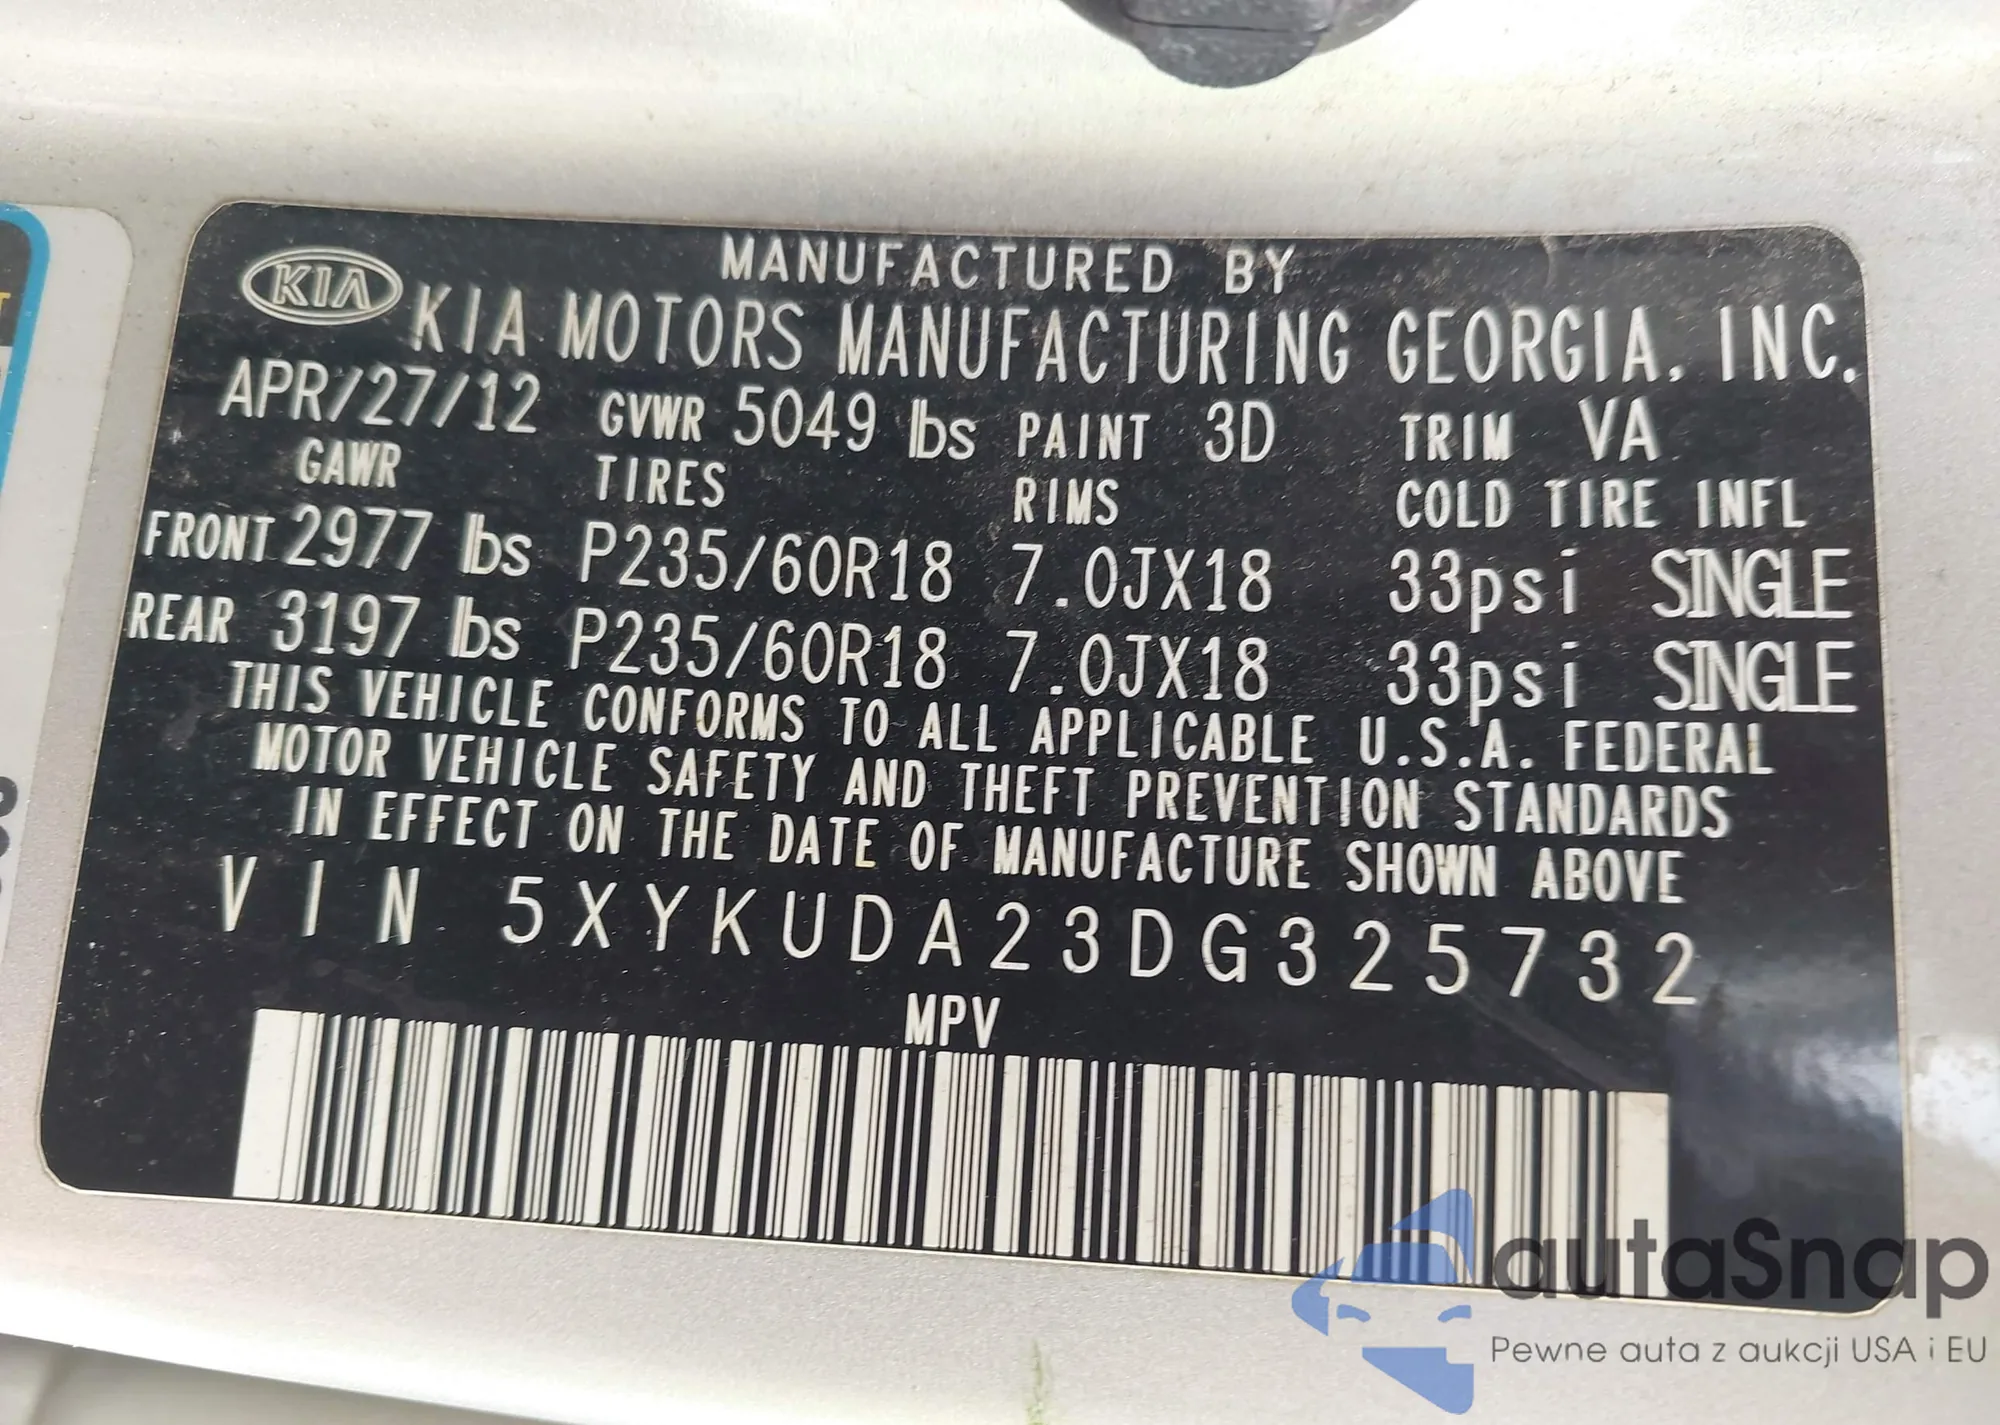 MANUFACTURED BY
KIA KIA MOTORS MANUFACTURING GEORGIA, INC.
APR/27/12 GVWR 5049 lbs PAINT 3D TRIM VA
GAWR TIRES RIMS COLD TIRE INFL
FRONT 2977 lbs P235/60R18 7.0JX18 33psi SINGLE
REAR 3197 lbs P235/60R18 7.0JX18 33psi SINGLE
THIS VEHICLE CONFORMS TO ALL APPLICABLE U.S.A. FEDERAL
MOTOR VEHICLE SAFETY AND THEFT PREVENTION STANDARDS
IN EFFECT ON THE DATE OF MANUFACTURE SHOWN ABOVE
VIN 5XYKUDA23DG325732
MPV
autaSnap
Pewne auta z aukcji USA i EU